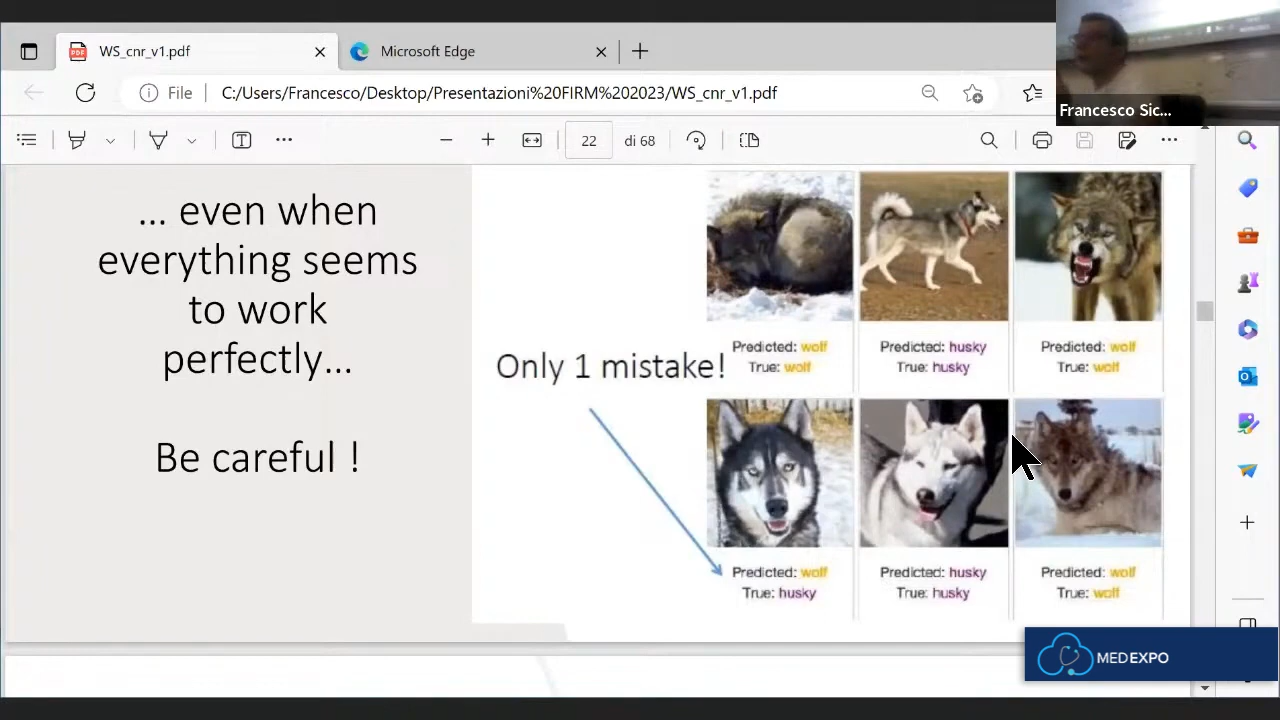 WS_cnr_v1.pdf
Microsoft Edge
File
C:/Users/Francesco/Desktop/Presentazioni%20FIRM%202023/WS_cnr_v1.pdf
Francesco Sic...
22
di 68
... even when
everything seems
to work
perfectly...
Be careful !
Only 1 mistake!
Predicted: wolf
True: wolf
Predicted: husky
True: husky
Predicted: wolf
True: wolf
Predicted: wolf
True: husky
Predicted: husky
True: husky
Predicted: wolf
True: wolf
MEDEXPO